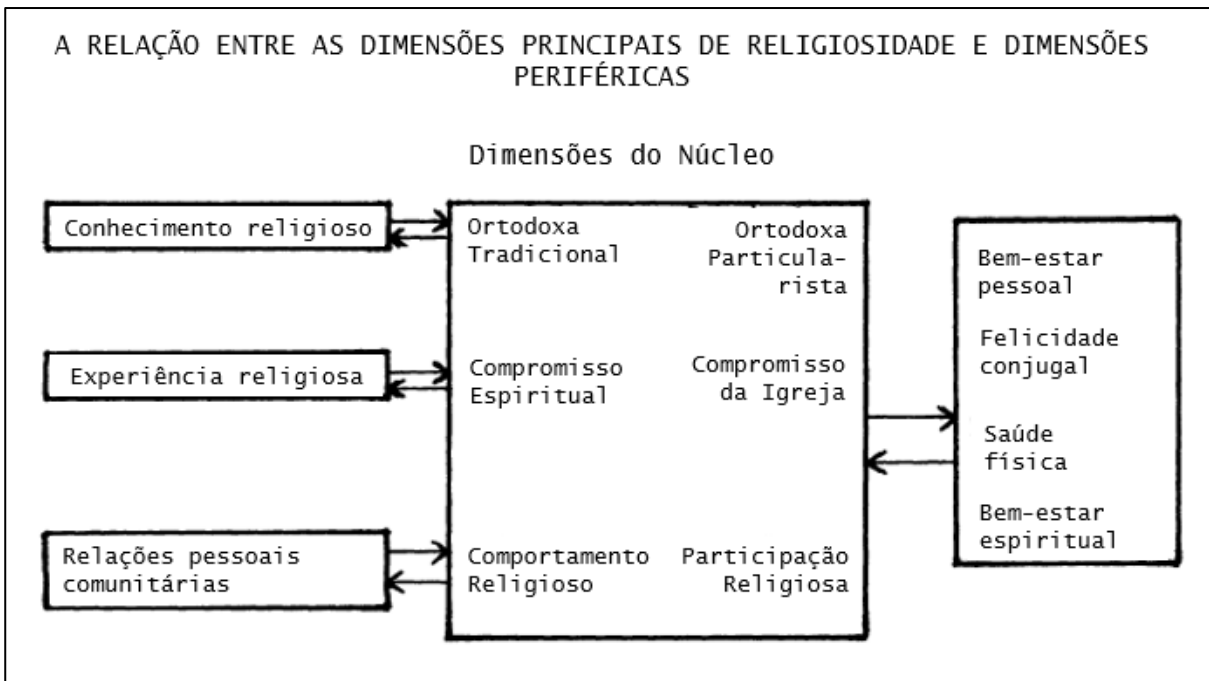 A RELAÇÃO ENTRE AS DIMENSÕES PRINCIPAIS DE RELIGIOSIDADE E DIMENSÕES
PERIFÉRICAS
Dimensões do Núcleo
Conhecimento religioso
Experiência religiosa
Relações pessoais
comunitárias
Ortodoxa
Tradicional
Ortodoxa
Particula-
rista
Compromisso
Espiritual
Compromisso
da Igreja
Comportamento
Religioso
Participação
Religiosa
Bem-estar
pessoal
Felicidade
conjugal
Saúde
física
Bem-estar
espiritual